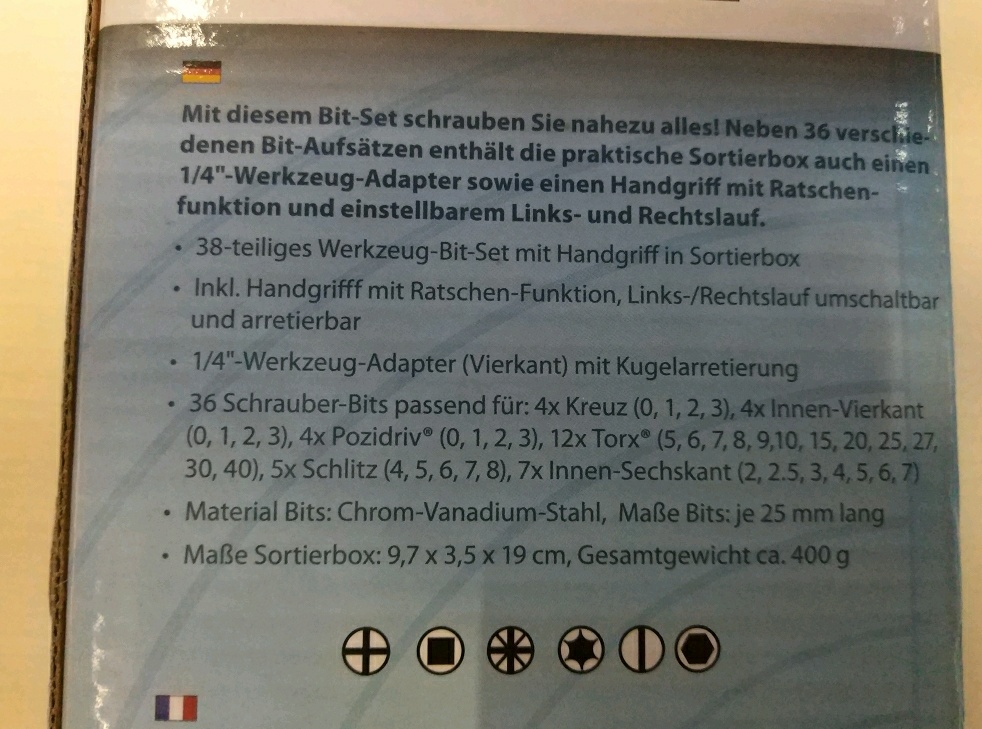 Mit diesem Bit-Set schrauben Sie nahezu alles! Neben 36 verschie-
denen Bit-Aufsätzen enthält die praktische Sortierbox auch einen
1/4"-Werkzeug-Adapter sowie einen Handgriff mit Ratschen-
funktion und einstellbarem Links- und Rechtslauf.
• 38-teiliges Werkzeug-Bit-Set mit Handgriff in Sortierbox
• Inkl. Handgrifff mit Ratschen-Funktion, Links-/Rechtslauf umschaltbar
und arretierbar
• 1/4"-Werkzeug-Adapter (Vierkant) mit Kugelarretierung
• 36 Schrauber-Bits passend für: 4x Kreuz (0, 1, 2, 3), 4x Innen-Vierkant
(0, 1, 2, 3), 4x Pozidriv® (0, 1, 2, 3), 12x Torx® (5, 6, 7, 8, 9,10, 15, 20, 25, 27,
30, 40), 5x Schlitz (4, 5, 6, 7, 8), 7x Innen-Sechskant (2, 2.5, 3, 4, 5, 6, 7)
• Material Bits: Chrom-Vanadium-Stahl, Maße Bits: je 25 mm lang
• Maße Sortierbox: 9,7 x 3,5 x 19 cm, Gesamtgewicht ca. 400 g